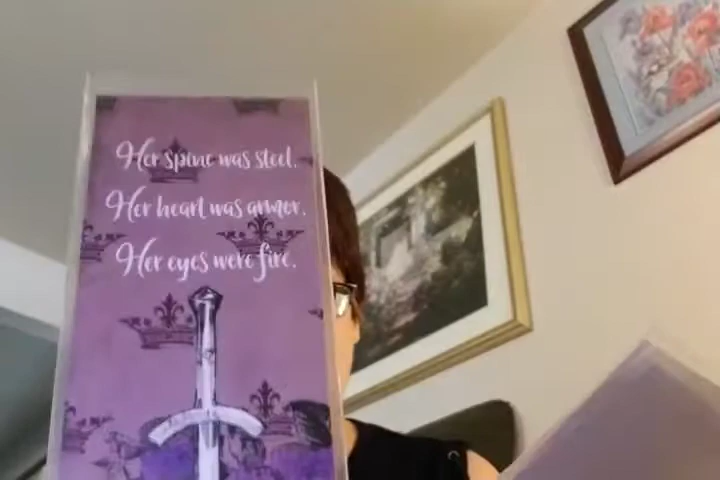 Her spine was steel.
Her heart was armor.
Her eyes were fire.